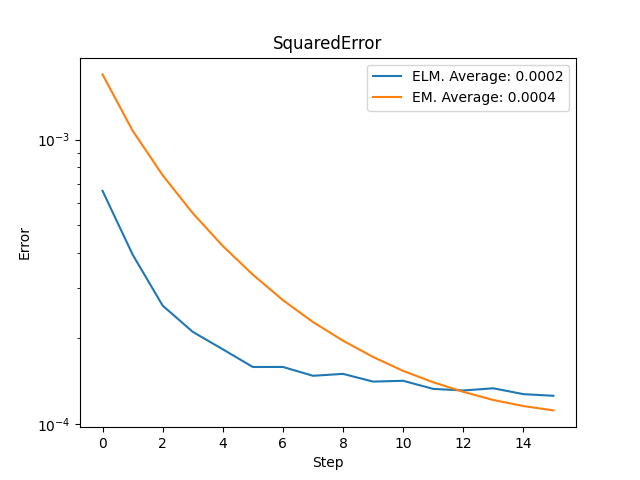 SquaredError
ELM. Average: 0.0002
EM. Average: 0.0004
10⁻³
10⁻⁴
Error
0 2 4 6 8 10 12 14
Step